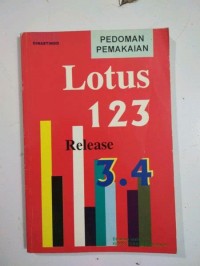 PEDOMAN
PEMAKAIAN
Lotus
123
Release
3.4